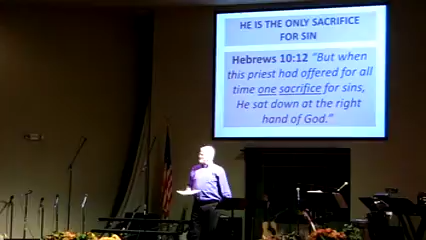 HE IS THE ONLY SACRIFICE
FOR SIN
Hebrews 10:12 "But when
this priest had offered for all
time one sacrifice for sins,
He sat down at the right
hand of God."